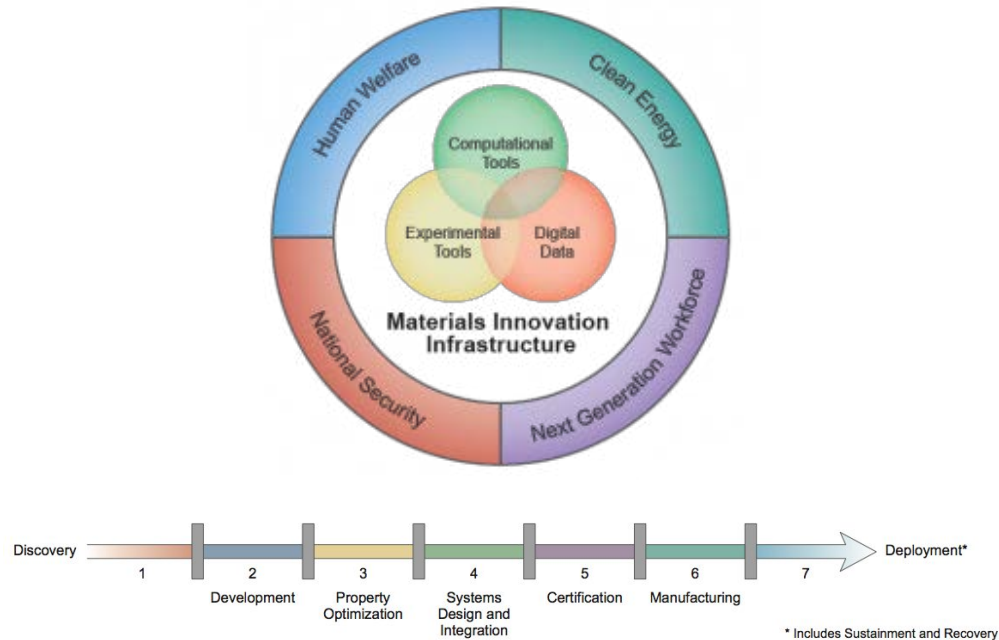 Human Welfare
Clean Energy
Computational
Tools
Experimental
Tools
Digital
Data
Materials Innovation
Infrastructure
National Security
Next Generation Workforce
Discovery
Deployment*
1
2
3
4
5
6
7
Development
Property
Optimization
Systems
Design and
Integration
Certification
Manufacturing
* Includes Sustainment and Recovery